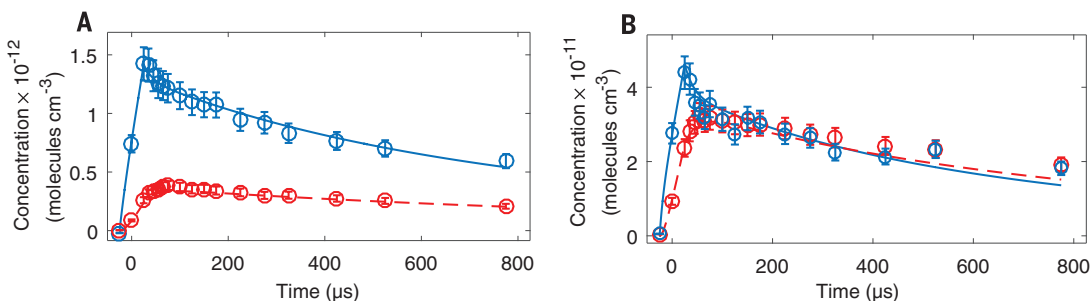 A
Concentration × 10⁻¹²
(molecules cm⁻³)
1.5
1
0.5
0
0 200 400 600 800
Time (µs)
B
Concentration × 10⁻¹¹
(molecules cm⁻³)
4
2
0
0 200 400 600 800
Time (µs)